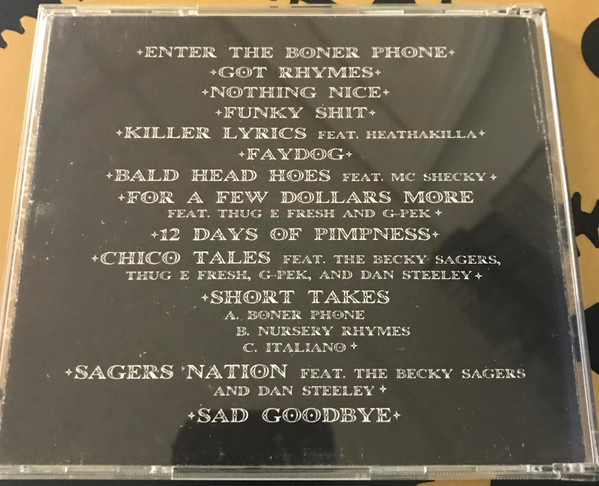 ENTER THE BONER PHONE
GOT RHYMES
NOTHING NICE
FUNKY SHIT
KILLER LYRICS FEAT. HEATHAKILLA
FAYDOG
BALD HEAD HOES FEAT. MC SHECKY
FOR A FEW DOLLARS MORE
FEAT. THUG E FRESH AND G-PEK
12 DAYS OF PIMPNESS
CHICO TALES FEAT. THE BECKY SAGERS,
THUG E FRESH, G-PEK, AND DAN STEELEY
SHORT TAKES
A. BONER PHONE
B. NURSERY RHYMES
C. ITALIANO
SAGERS NATION FEAT. THE BECKY SAGERS
AND DAN STEELEY
SAD GOODBYE